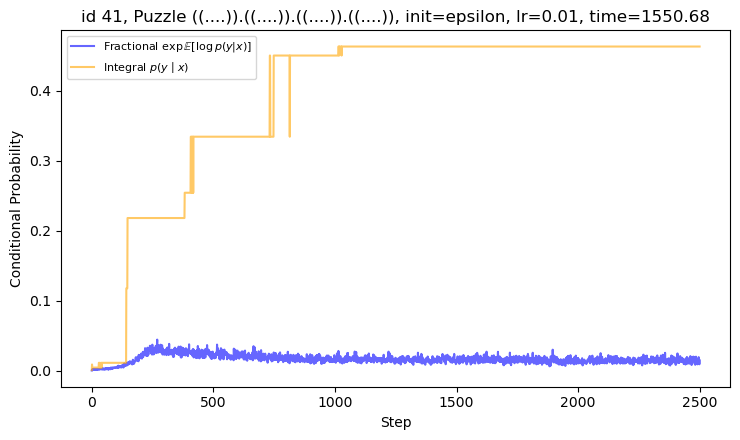 id 41, Puzzle ((....)).((....)).((....)).((....)), init=epsilon, lr=0.01, time=1550.68
Fractional exp𝔼[log p(y|x)]
Integral p(y | x)
Conditional Probability
0.4
0.3
0.2
0.1
0.0
0
500
1000
1500
2000
2500
Step